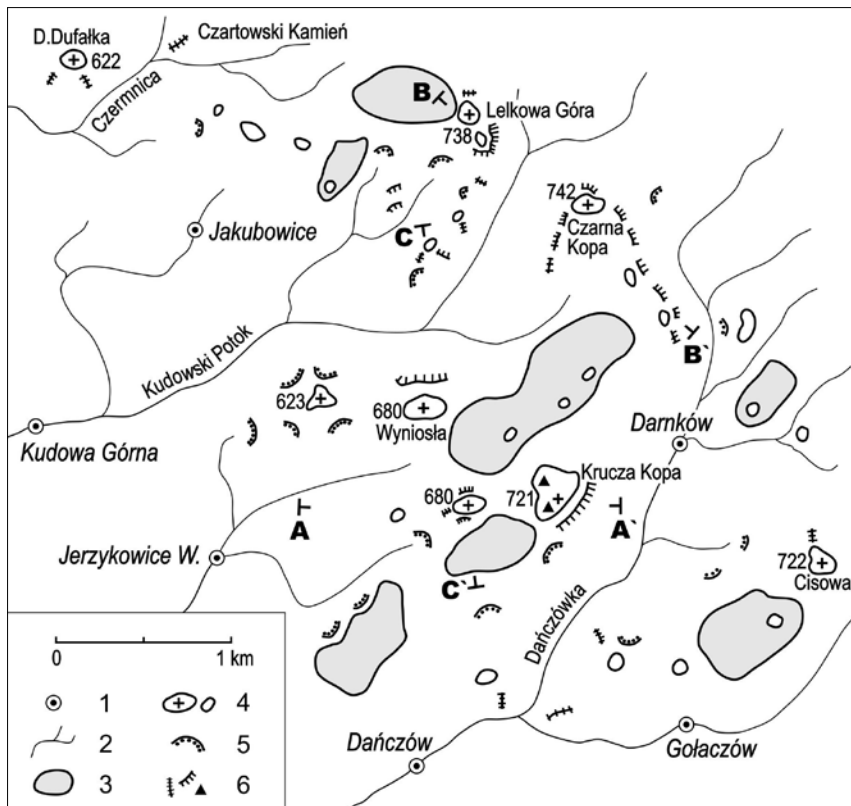 D.Dufałka
622
Czartowski Kamień
Czermnica
B
Lelkowa Góra
738
742
Czarna
Kopa
Jakubowice
C
B`
Kudowski Potok
623
680
Wyniosła
Darnków
Kudowa Górna
Krucza Kopa
680
721
A
A`
Jerzykowice W.
722
Cisowa
C`
Dańczówka
0 1 km
1 4
2 5
3 6
Dańczów
Gołaczów